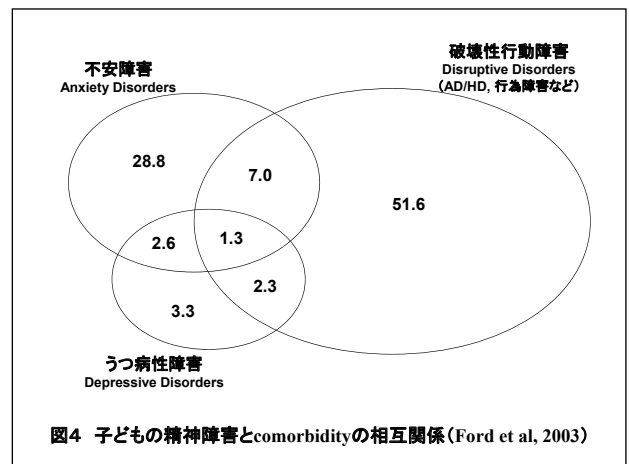 不安障害
Anxiety Disorders
破壊性行動障害
Disruptive Disorders
(AD/HD, 行為障害など)
28.8
7.0
51.6
2.6
1.3
2.3
3.3
うつ病性障害
Depressive Disorders
図4 子どもの精神障害とcomorbidityの相互関係(Ford et al, 2003)